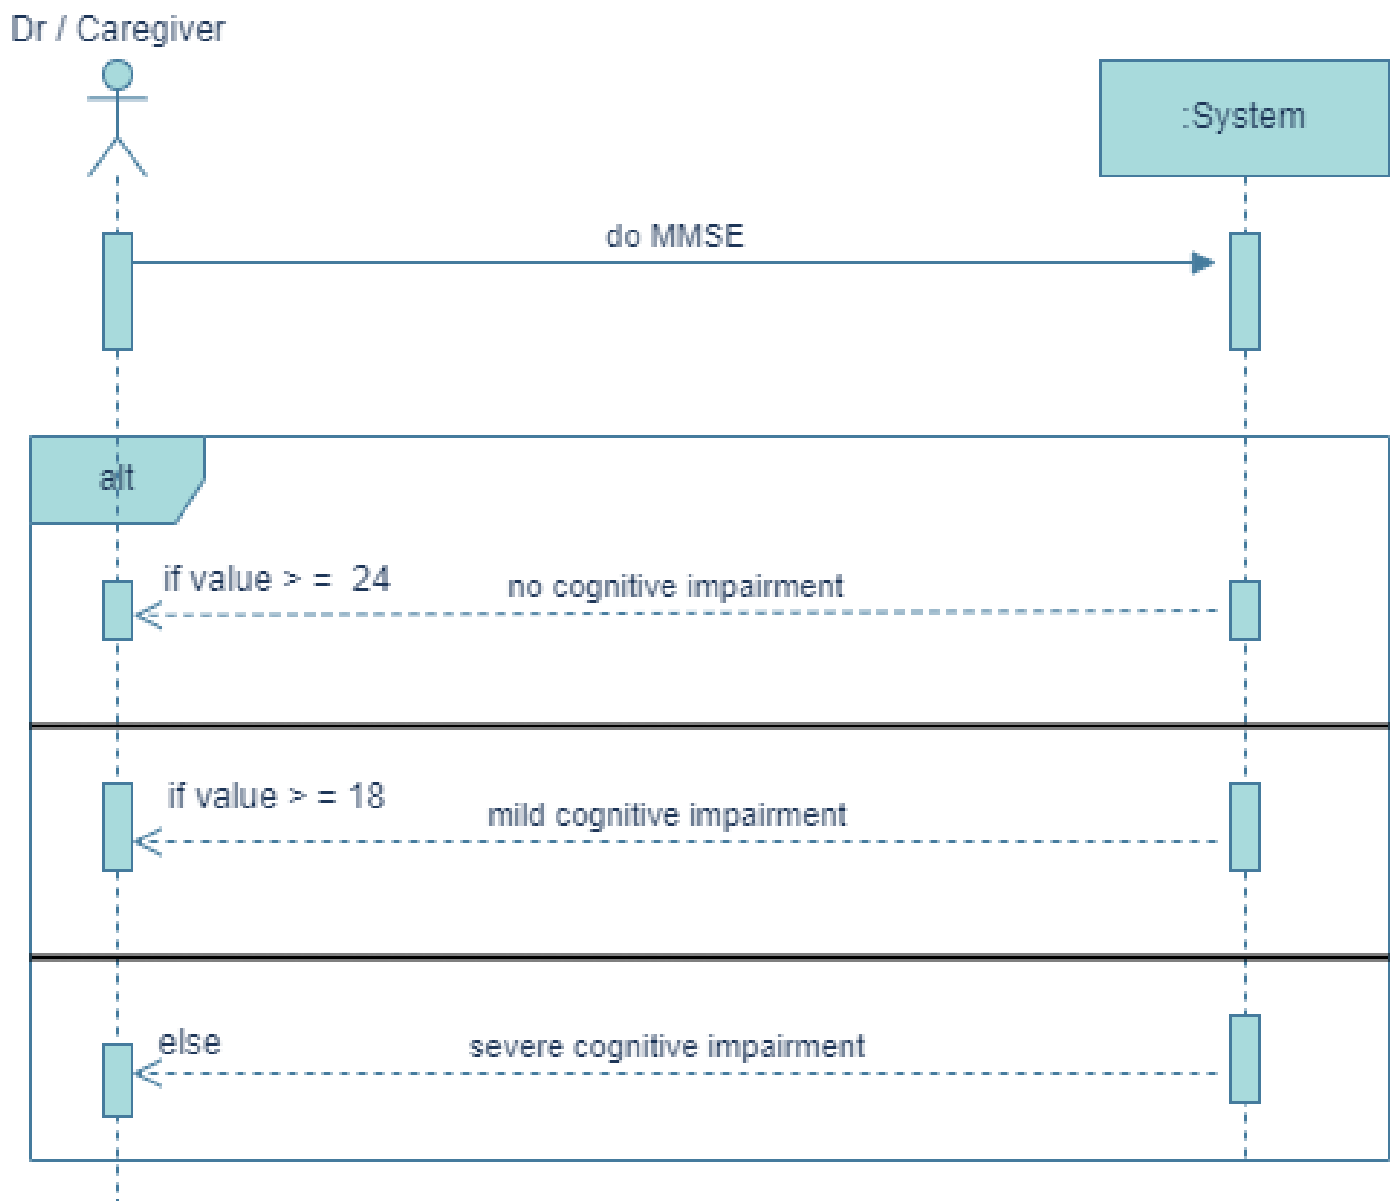 Dr / Caregiver
:System
do MMSE
alt
if value > =  24
no cognitive impairment
if value > = 18
mild cognitive impairment
else
severe cognitive impairment